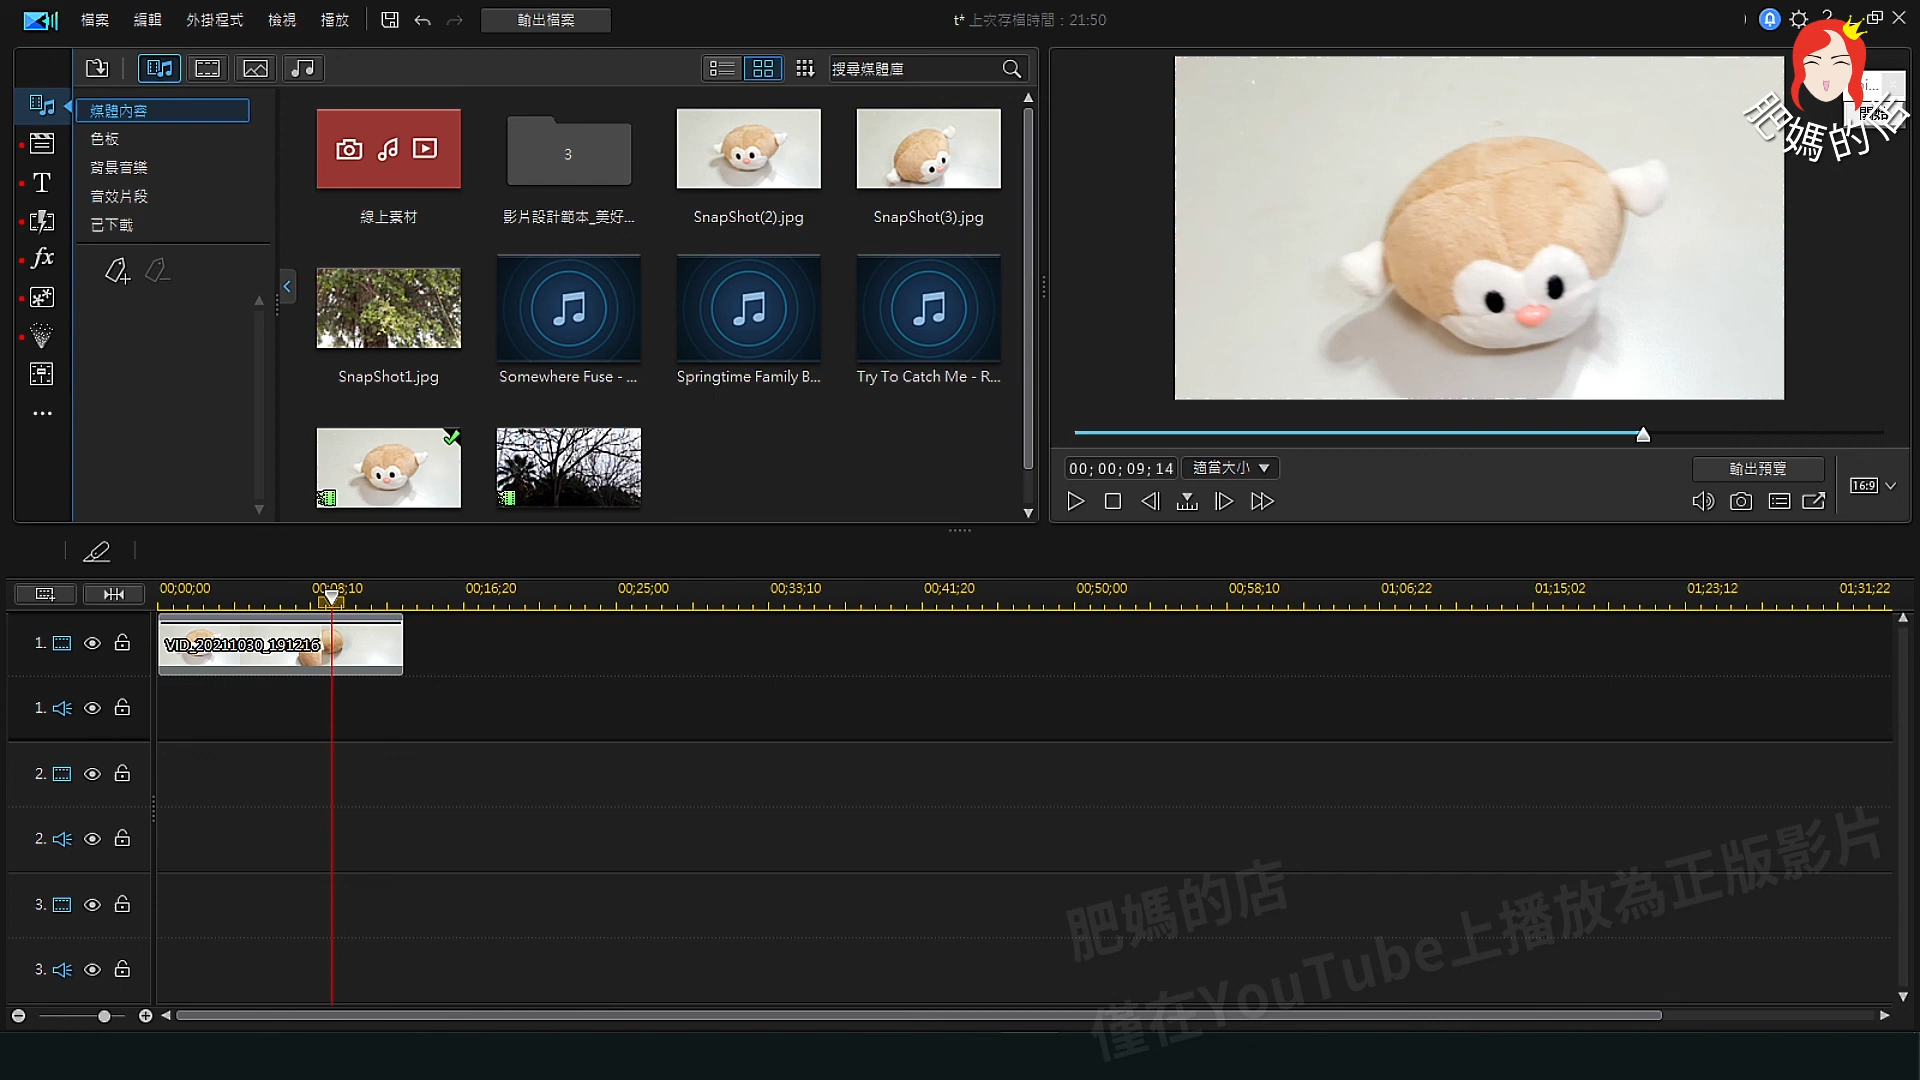 檔案 編輯 外掛程式 檢視 播放 輸出檔案 t* 上次存檔時間：21:50
肥媽的店
開始
搜尋媒體庫
媒體內容
色板
背景音樂
音效片段
已下載
3
線上素材 影片設計範本_美好... SnapShot(2).jpg SnapShot(3).jpg
SnapShot1.jpg Somewhere Fuse - ... Springtime Family B... Try To Catch Me - R...
T
fx
00;00;09;14 適當大小 輸出預覽
16:9
00;00;00 00;08;10 00;16;20 00;25;00 00;33;10 00;41;20 00;50;00 00;58;10 01;06;22 01;15;02 01;23;12 01;31;22
1. VID_20211030_191216
1.
2.
2.
3.
3.
肥媽的店
僅在YouTube上播放為正版影片